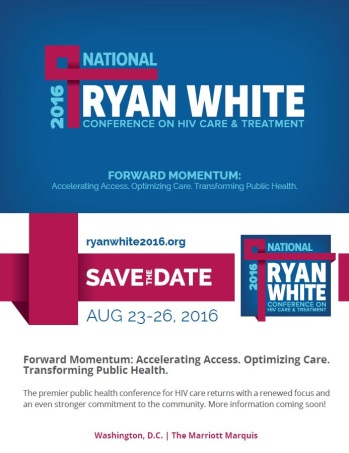 NATIONAL
2016
RYAN WHITE
CONFERENCE ON HIV CARE & TREATMENT
FORWARD MOMENTUM:
Accelerating Access. Optimizing Care. Transforming Public Health.
ryanwhite2016.org
SAVE THE DATE
AUG 23-26, 2016
NATIONAL
2016
RYAN
WHITE
CONFERENCE ON
HIV CARE & TREATMENT
Forward Momentum: Accelerating Access. Optimizing Care.
Transforming Public Health.
The premier public health conference for HIV care returns with a renewed focus and
an even stronger commitment to the community. More information coming soon!
Washington, D.C. | The Marriott Marquis